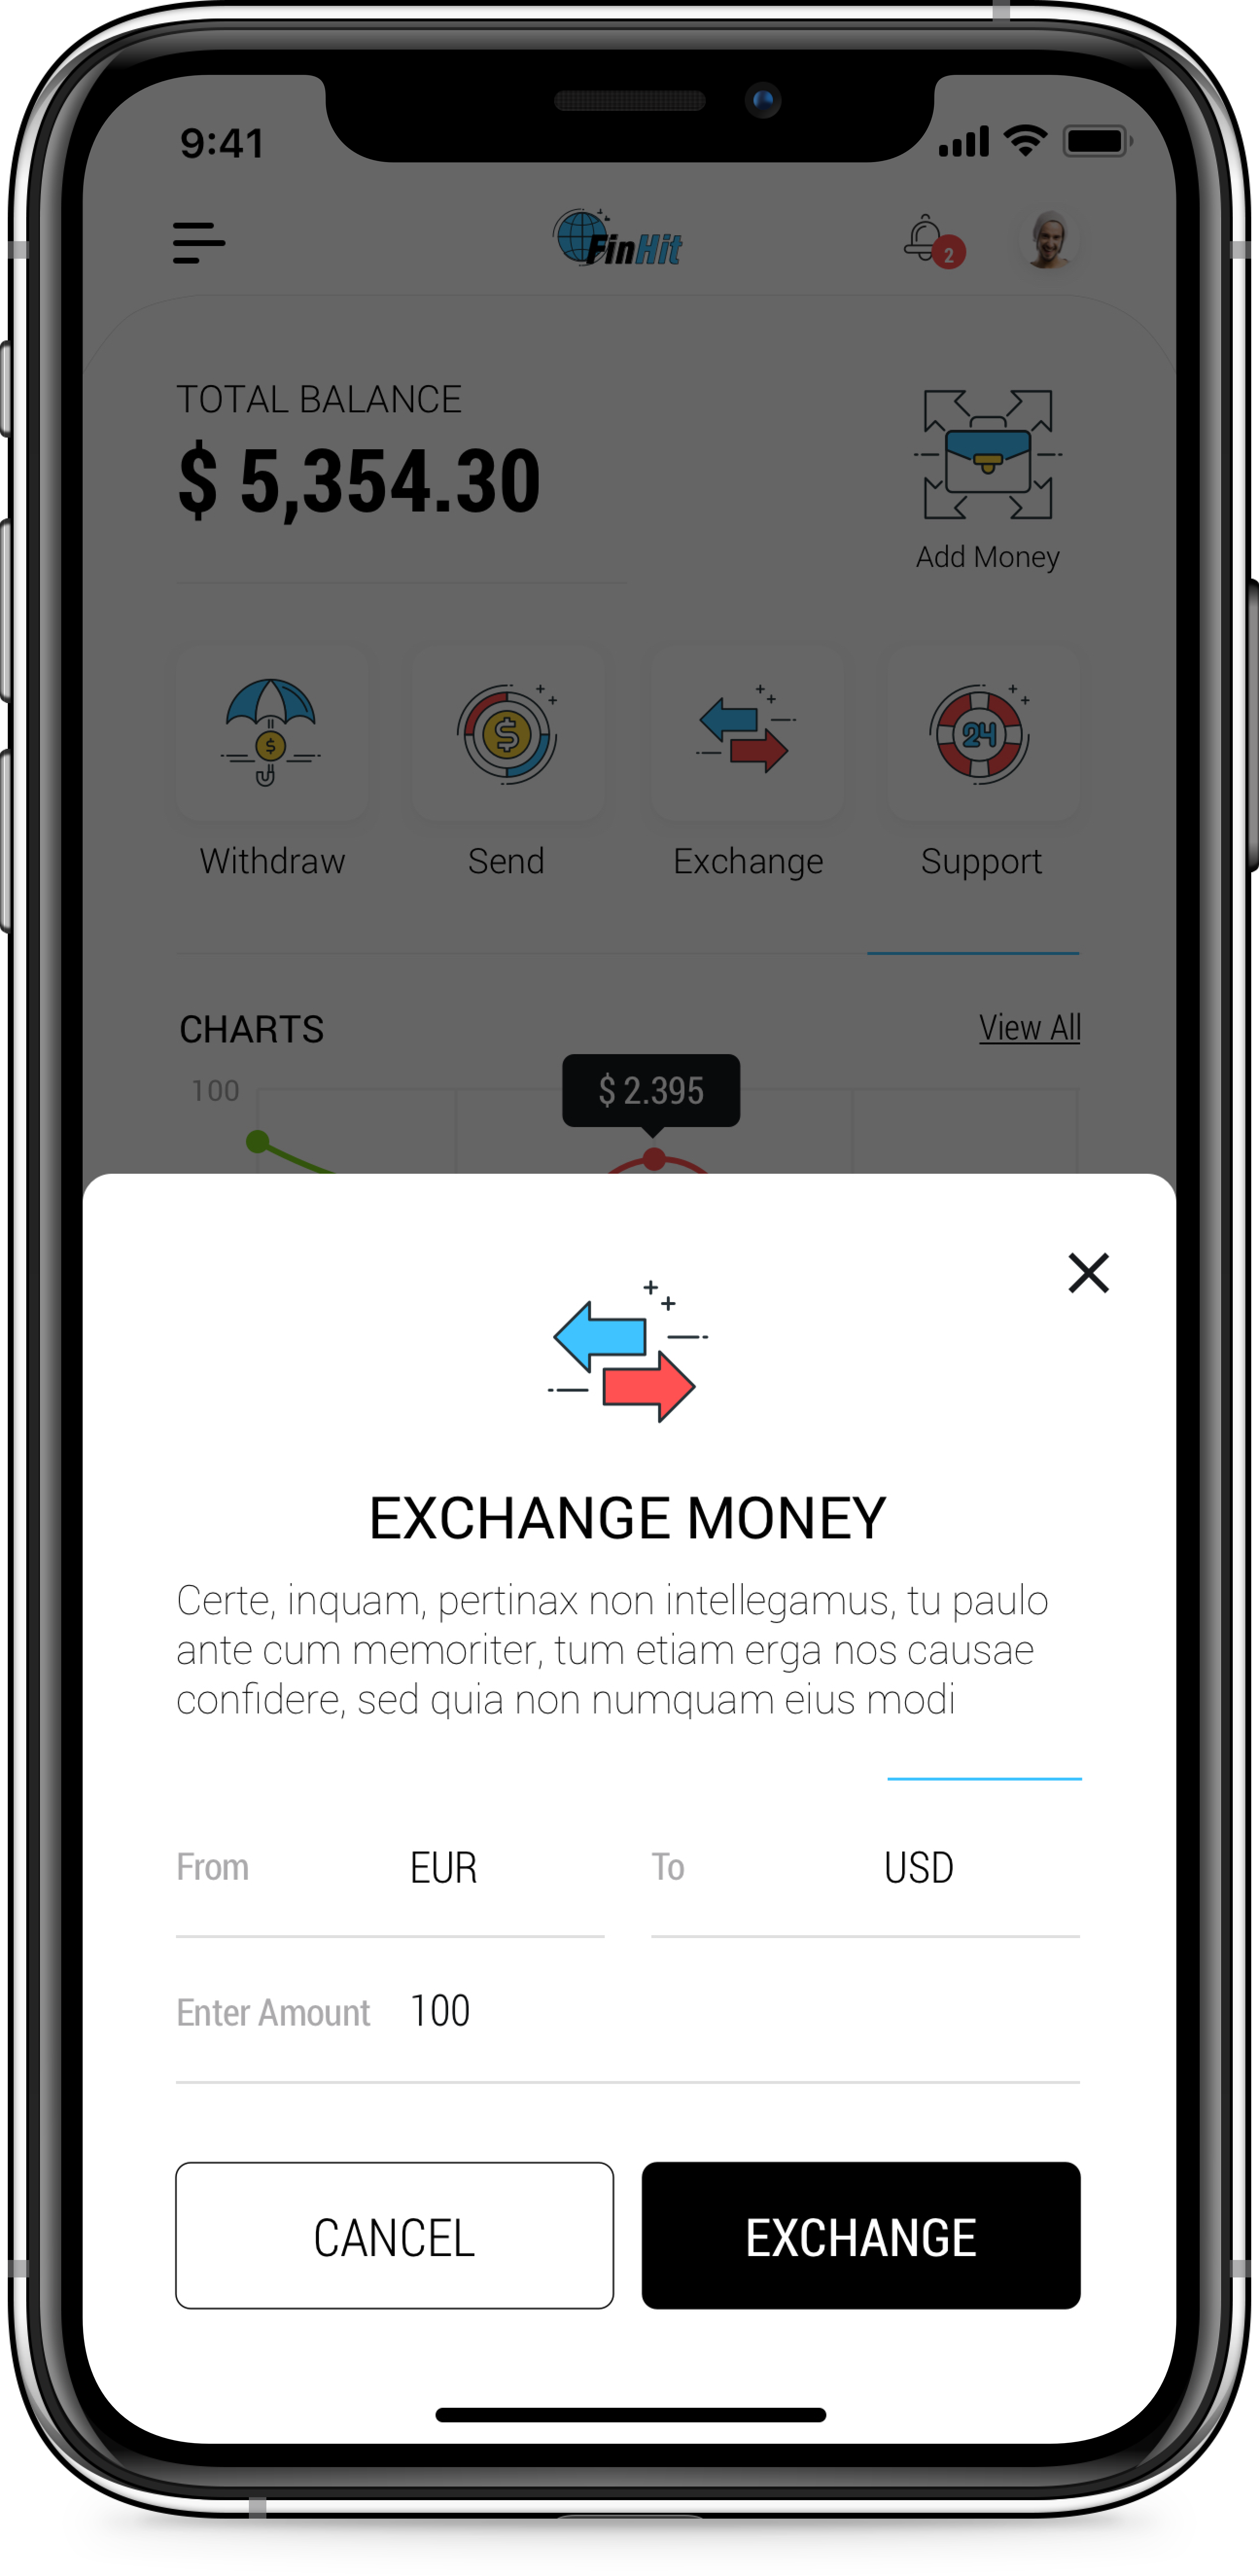 9:41
FinHit
2
TOTAL BALANCE
$ 5,354.30
Add Money
$
$
24
Withdraw
Send
Exchange
Support
CHARTS
View All
100
$ 2.395
EXCHANGE MONEY
Certe, inquam, pertinax non intellegamus, tu paulo
ante cum memoriter, tum etiam erga nos causae
confidere, sed quia non numquam eius modi
From EUR
To USD
Enter Amount 100
CANCEL
EXCHANGE